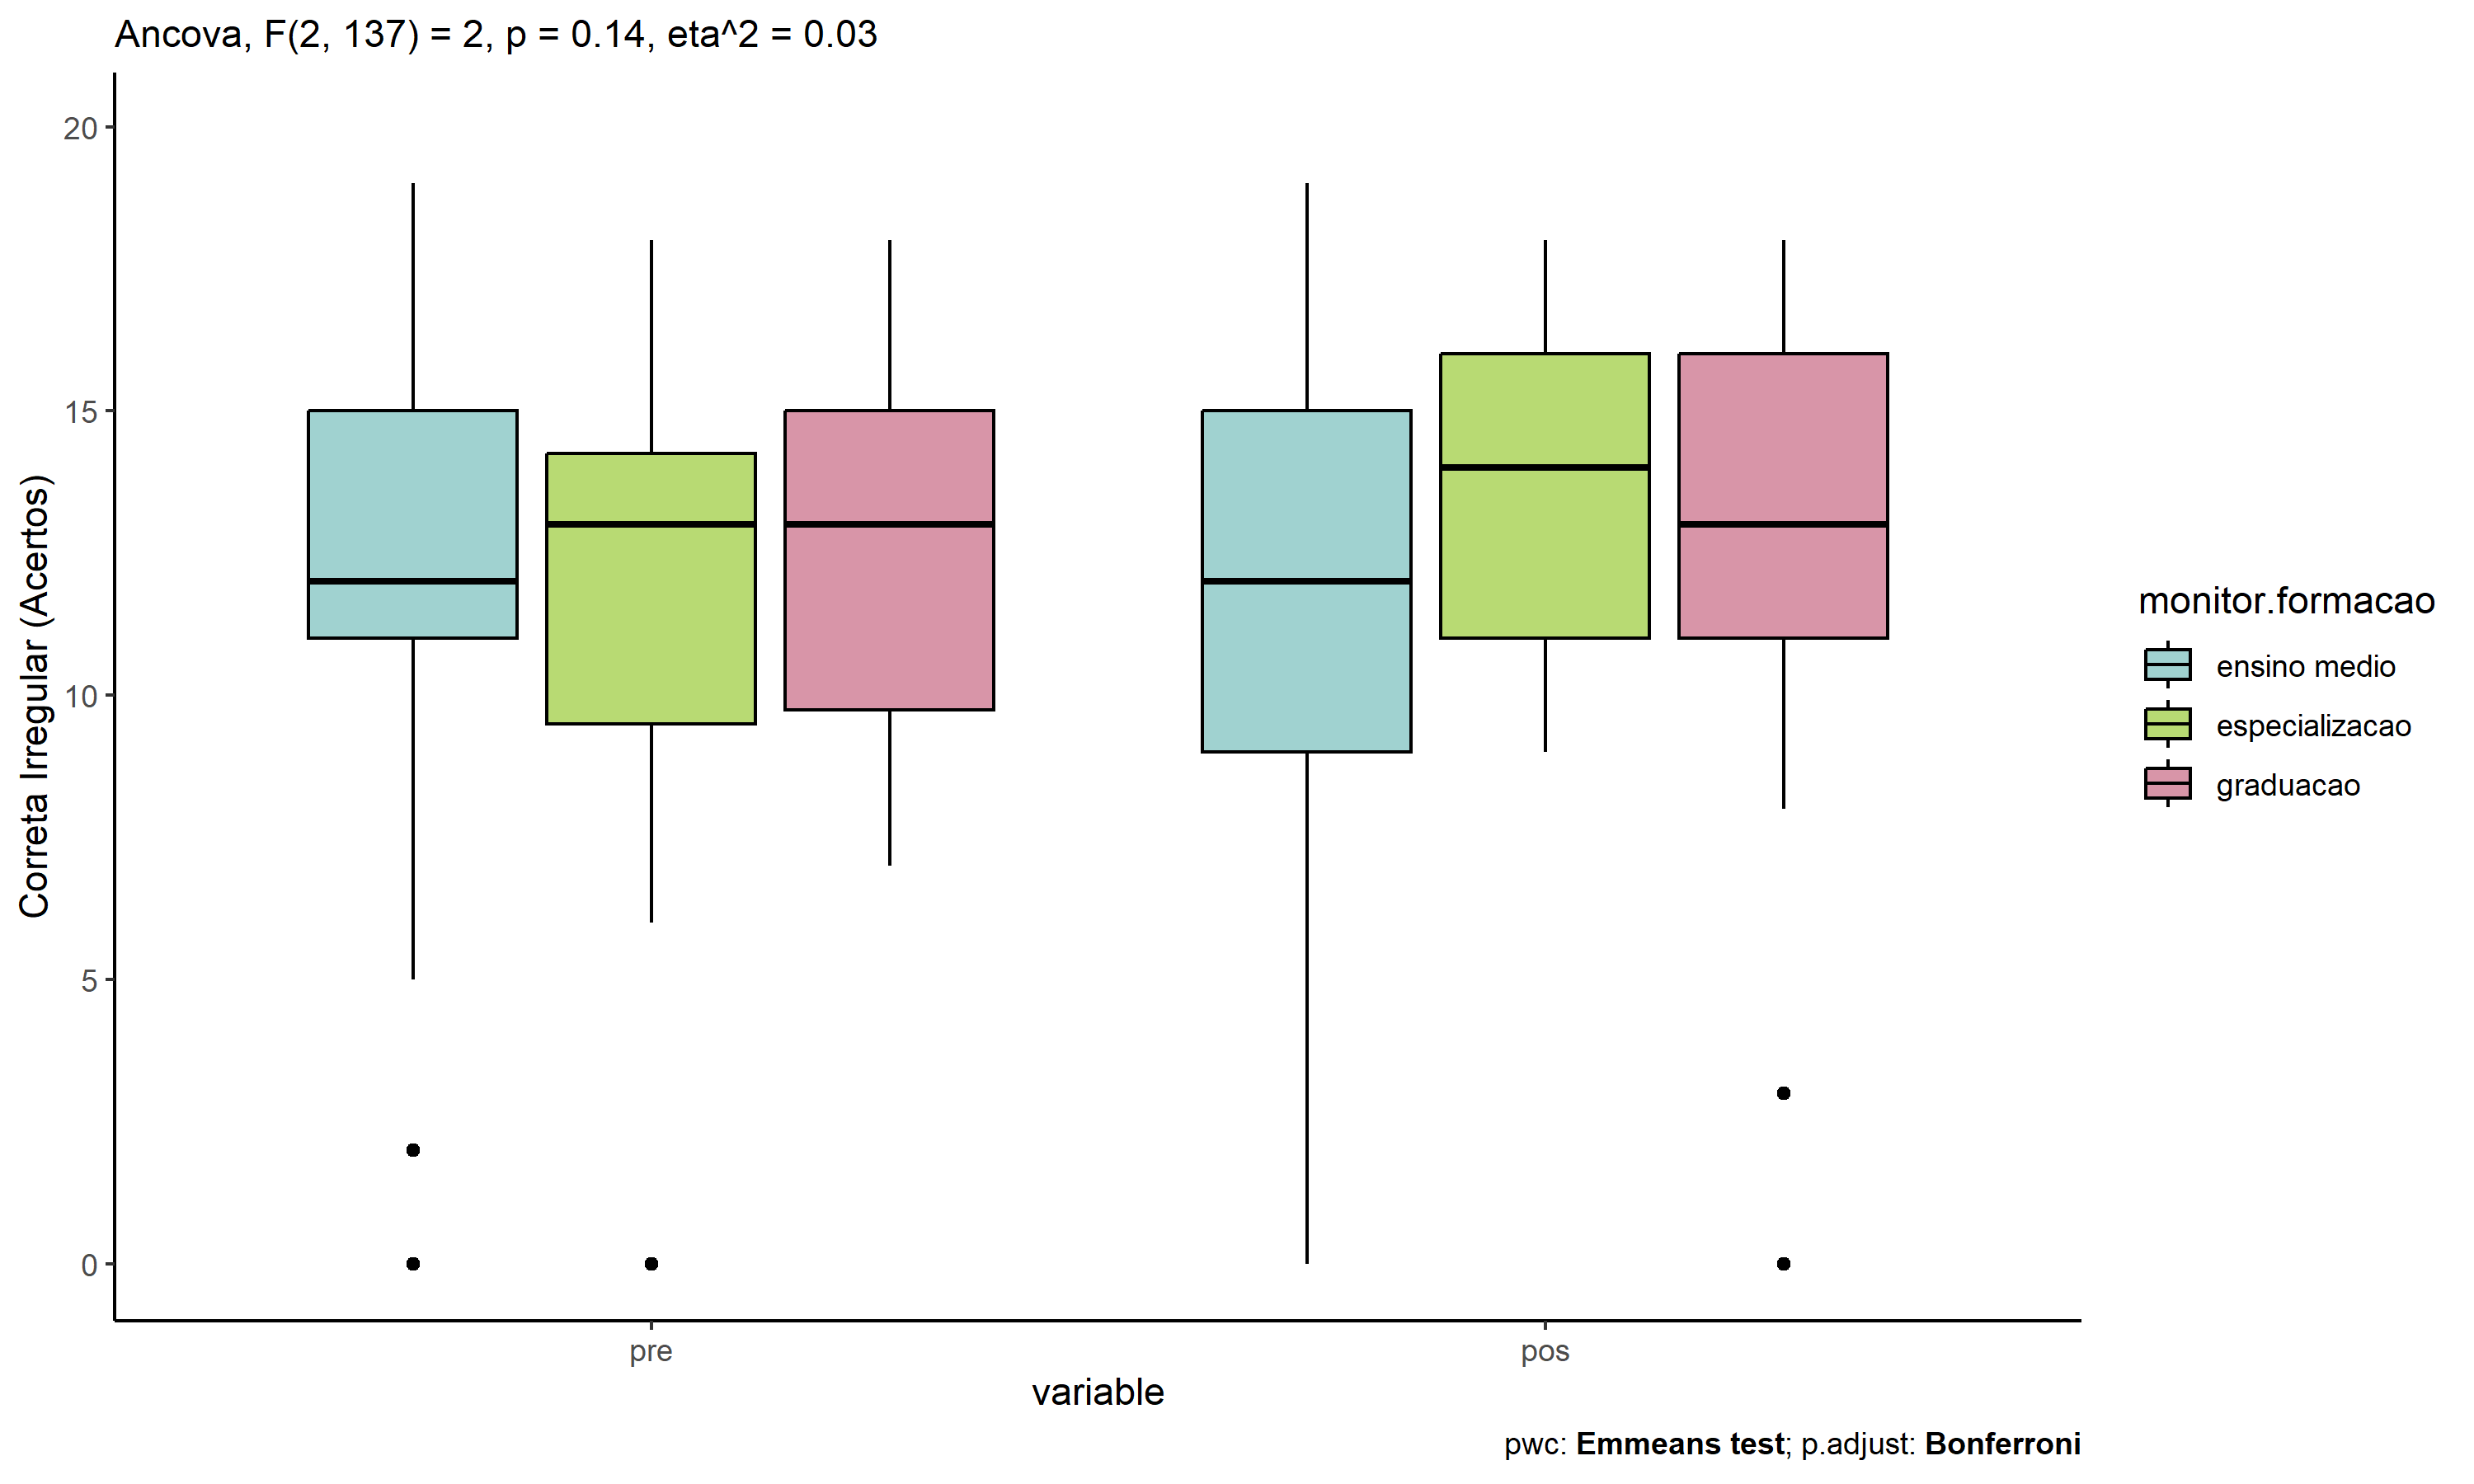 Ancova, F(2, 137) = 2, p = 0.14, eta^2 = 0.03
Correta Irregular (Acertos)
20
15
10
5
0
pre
pos
variable
monitor.formacao
ensino medio
especializacao
graduacao
pwc: Emmeans test; p.adjust: Bonferroni